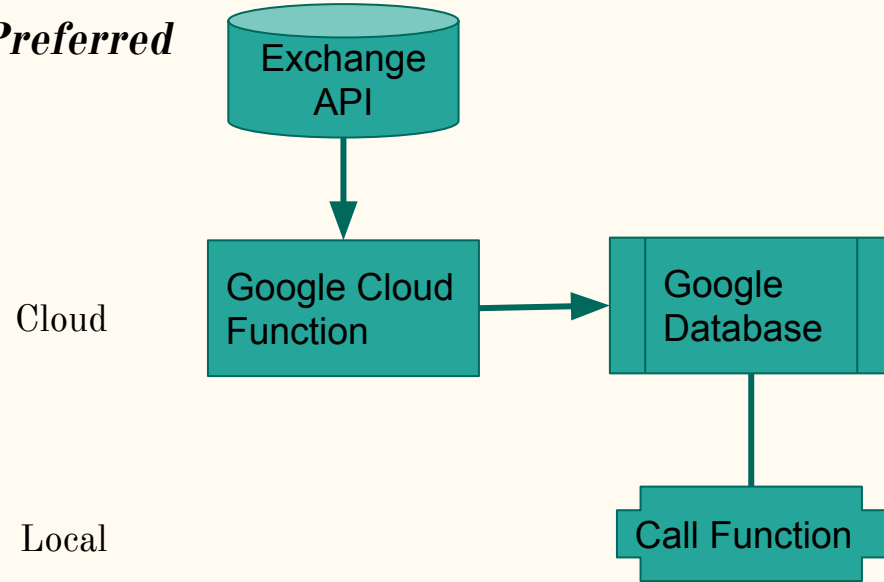 Preferred
Exchange
API
Cloud
Google Cloud
Function
Google
Database
Local
Call Function